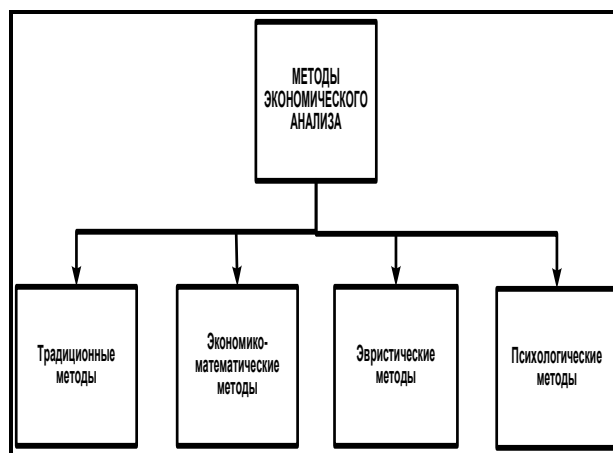 МЕТОДЫ
ЭКОНОМИЧЕСКОГО
АНАЛИЗА
Традиционные
методы
Экономико-
математические
методы
Эвристические
методы
Психологические
методы